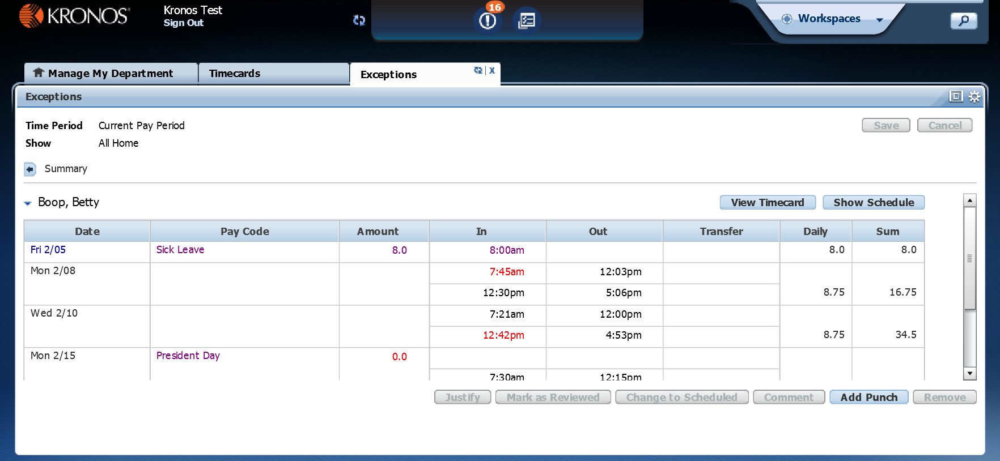 KRONOS
Kronos Test
Sign Out
16
Workspaces
Manage My Department
Timecards
Exceptions
X
Exceptions
Time Period Current Pay Period
Save Cancel
Show All Home
Summary
Boop, Betty
View Timecard Show Schedule
Date Pay Code Amount In Out Transfer Daily Sum
Fri 2/05 Sick Leave 8.0 8:00am 8.0 8.0
Mon 2/08 7:45am 12:03pm
12:30pm 5:06pm 8.75 16.75
Wed 2/10 7:21am 12:00pm
12:42pm 4:53pm 8.75 34.5
Mon 2/15 President Day 0.0
7:30am 12:15pm
Justify Mark as Reviewed Change to Scheduled Comment Add Punch Remove